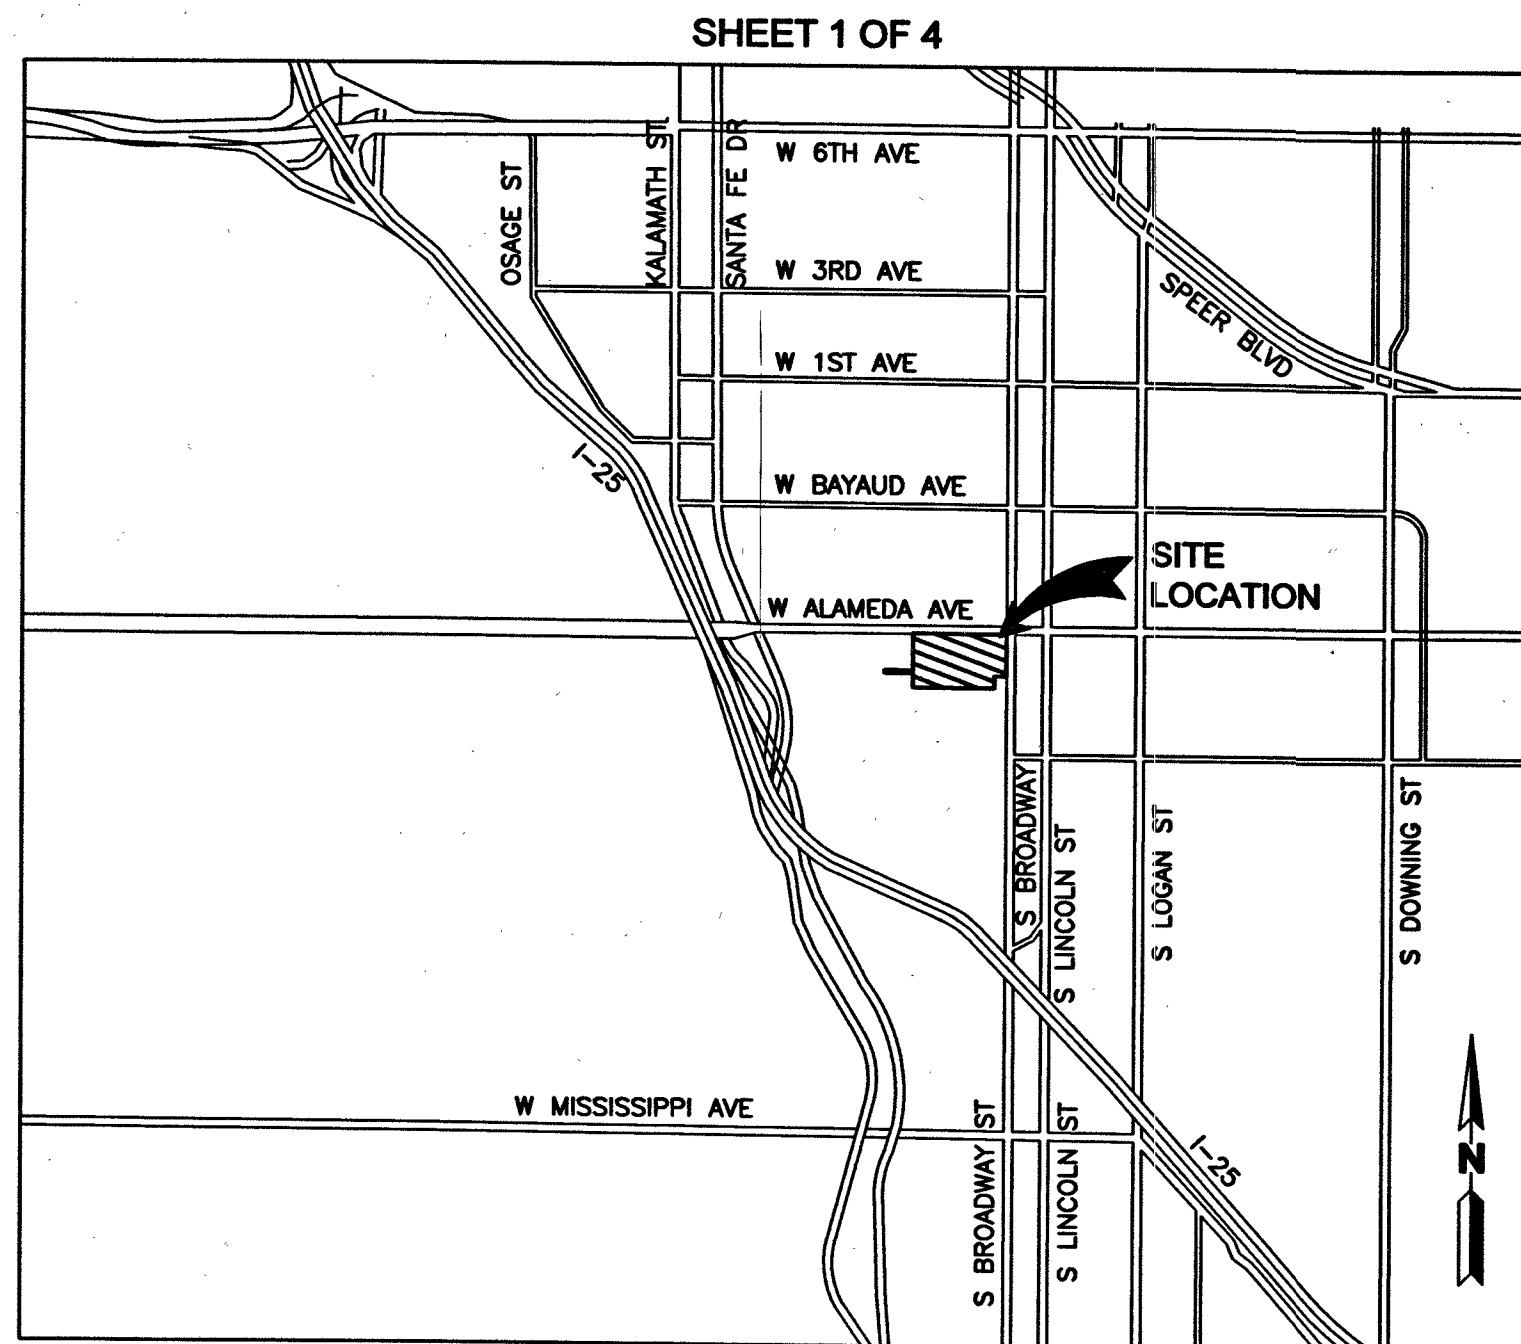 SHEET 1 OF 4
W 6TH AVE
OSAGE ST
KALAMATH ST.
SANTA FE DR
W 3RD AVE
SPEER BLVD
W 1ST AVE
I-25
W BAYAUD AVE
SITE
LOCATION
W ALAMEDA AVE
S BROADWAY
S LINCOLN ST
S LOGAN ST
S DOWNING ST
W MISSISSIPPI AVE
S BROADWAY ST
S LINCOLN ST
I-25
N